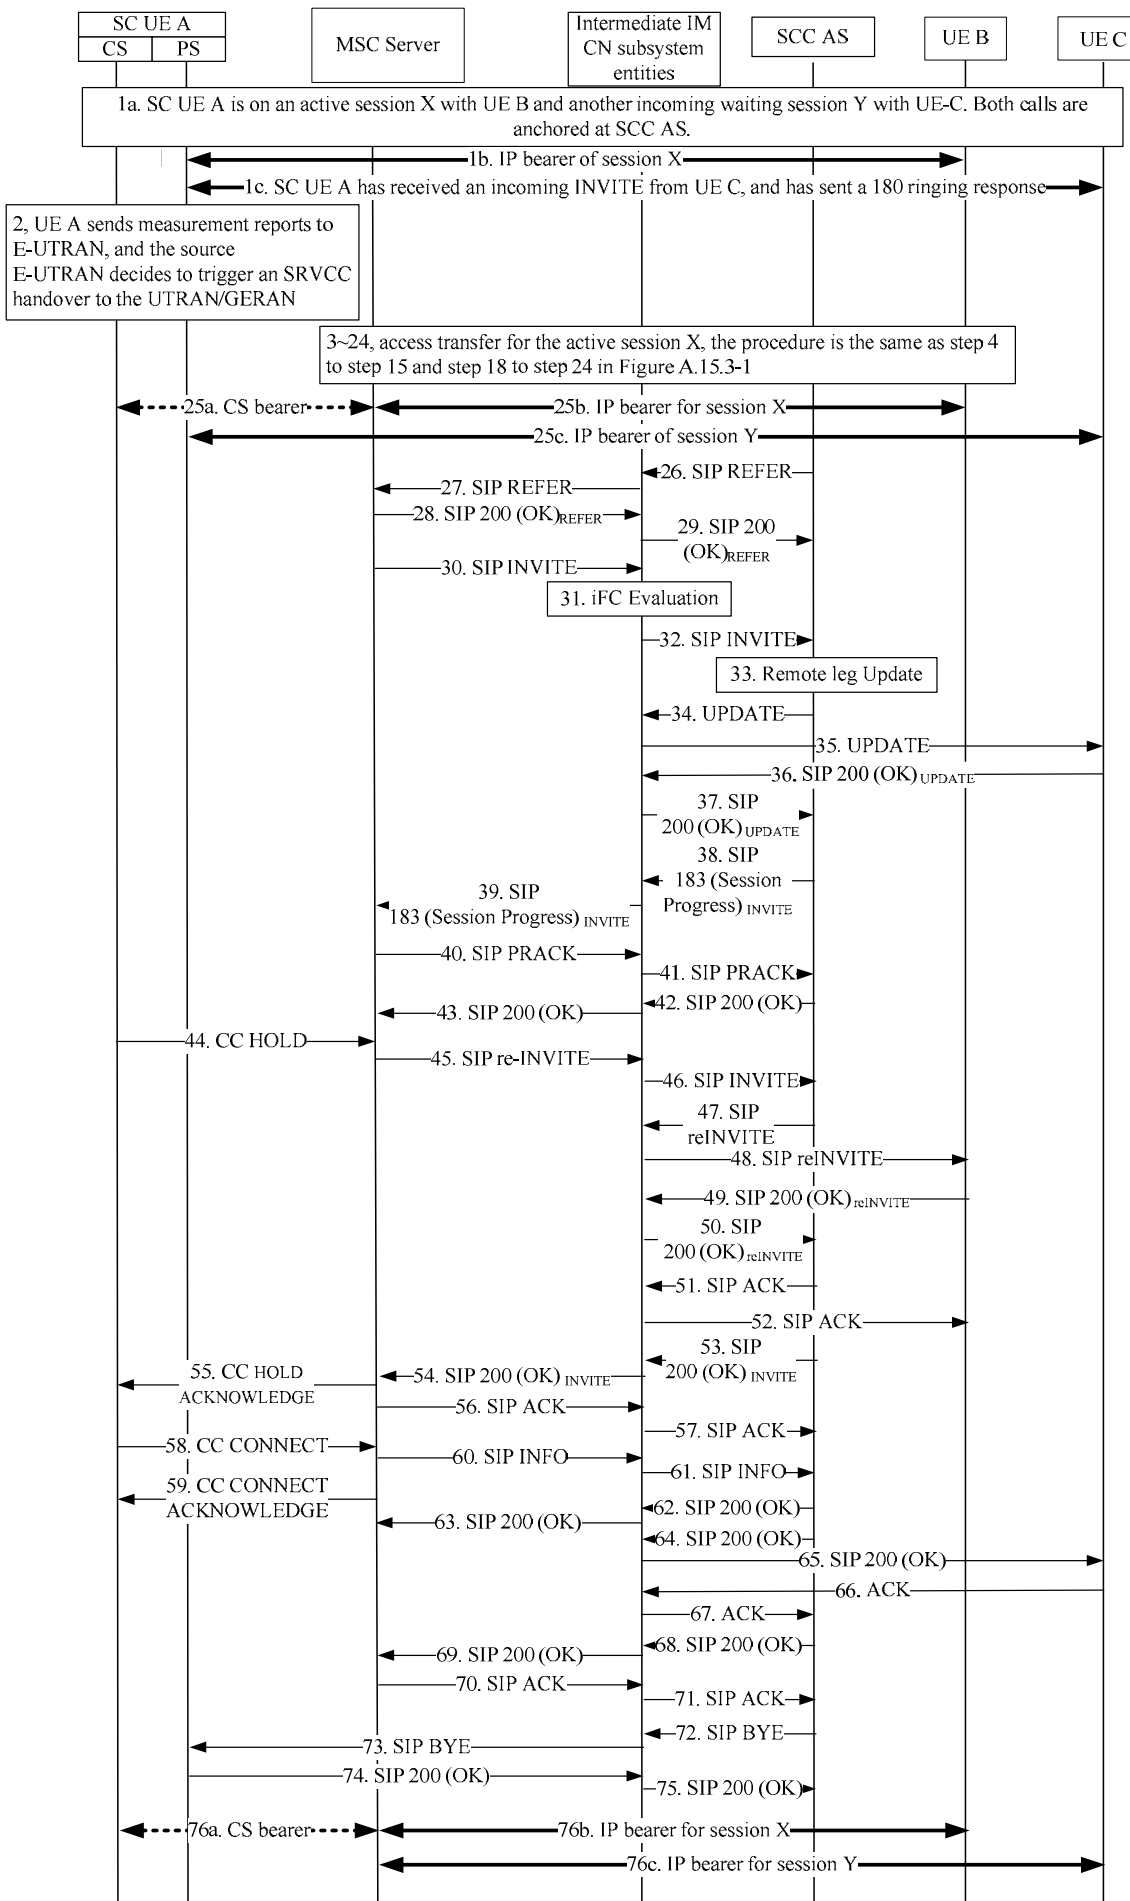 SC UE A
CS
PS
MSC Server
Intermediate IM
CN subsystem
entities
SCC AS
UE B
UE C
1a. SC UE A is on an active session X with UE B and another incoming waiting session Y with UE-C. Both calls are
anchored at SCC AS.
1b. IP bearer of session X
1c. SC UE A has received an incoming INVITE from UE C, and has sent a 180 ringing response
2, UE A sends measurement reports to
E-UTRAN, and the source
E-UTRAN decides to trigger an SRVCC
handover to the UTRAN/GERAN
3~24, access transfer for the active session X, the procedure is the same as step 4
to step 15 and step 18 to step 24 in Figure A.15.3-1
25a. CS bearer
25b. IP bearer for session X
25c. IP bearer of session Y
26. SIP REFER
27. SIP REFER
28. SIP 200 (OK)REFER
29. SIP 200
(OK)REFER
30. SIP INVITE
31. iFC Evaluation
32. SIP INVITE
33. Remote leg Update
34. UPDATE
35. UPDATE
36. SIP 200 (OK) UPDATE
37. SIP
200 (OK) UPDATE
38. SIP
183 (Session
Progress) INVITE
39. SIP
183 (Session Progress) INVITE
40. SIP PRACK
41. SIP PRACK
42. SIP 200 (OK)
43. SIP 200 (OK)
44. CC HOLD
45. SIP re-INVITE
46. SIP INVITE
47. SIP
reINVITE
48. SIP reINVITE
49. SIP 200 (OK) reINVITE
50. SIP
200 (OK) reINVITE
51. SIP ACK
52. SIP ACK
53. SIP
200 (OK) INVITE
54. SIP 200 (OK) INVITE
55. CC HOLD
ACKNOWLEDGE
56. SIP ACK
57. SIP ACK
58. CC CONNECT
60. SIP INFO
61. SIP INFO
59. CC CONNECT
ACKNOWLEDGE
62. SIP 200 (OK)
63. SIP 200 (OK)
64. SIP 200 (OK)
65. SIP 200 (OK)
66. ACK
67. ACK
68. SIP 200 (OK)
69. SIP 200 (OK)
70. SIP ACK
71. SIP ACK
72. SIP BYE
73. SIP BYE
74. SIP 200 (OK)
75. SIP 200 (OK)
76a. CS bearer
76b. IP bearer for session X
76c. IP bearer for session Y